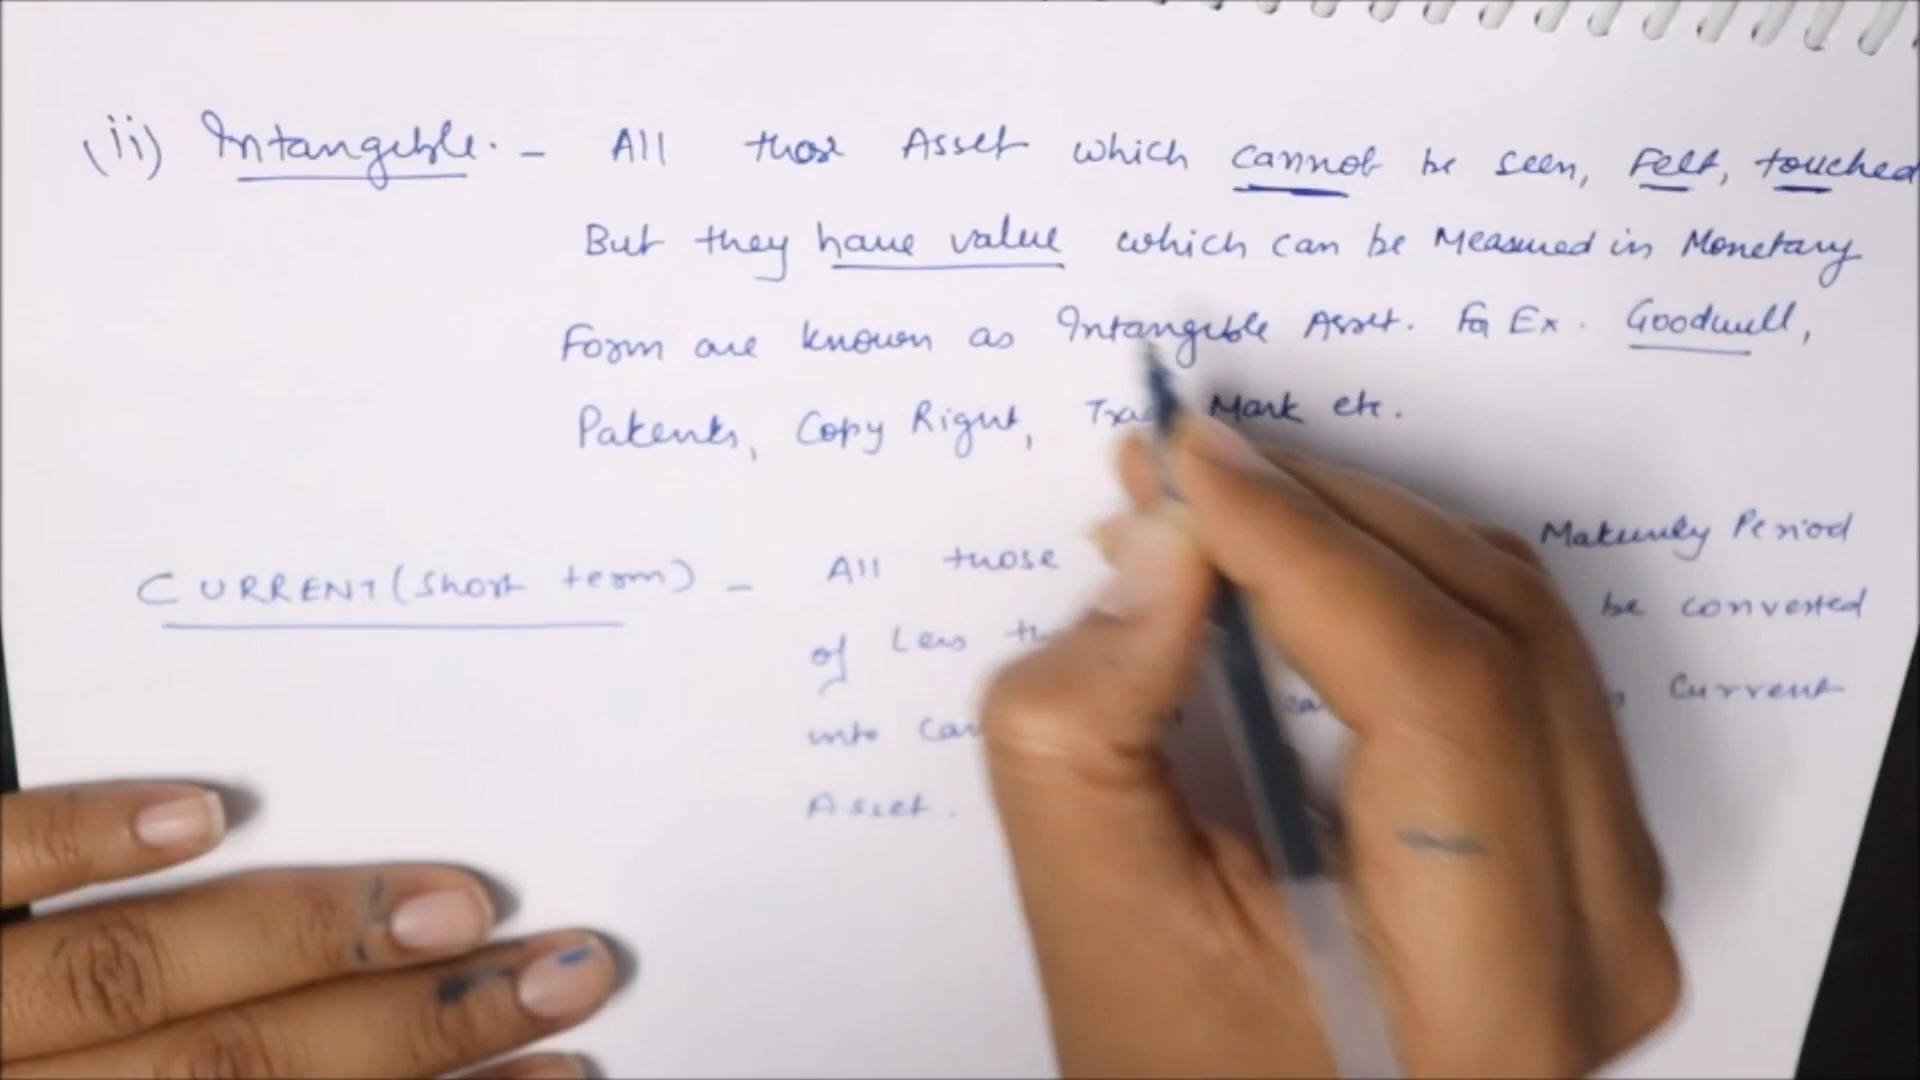 (ii) Intangible. - All those Asset which cannot be seen, Felt, touched
But they have value which can be Measured in Monetary
Form are known as Intangible Asset. For Ex. Goodwill,
Patents, Copy Right, Mark etc.
CURRENT (Short term) - All those Maturity Period
of Less be converted
into Current
Asset.